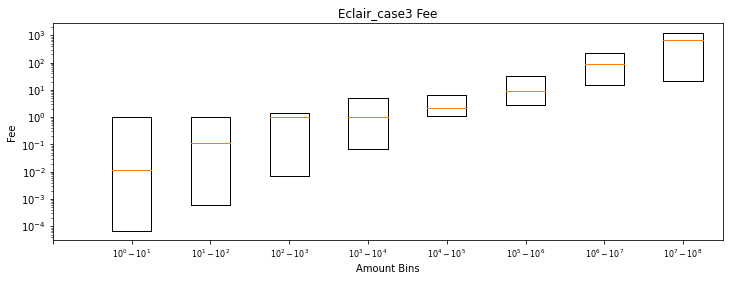 Eclair_case3 Fee
Fee
10³
10²
10¹
10⁰
10⁻¹
10⁻²
10⁻³
10⁻⁴
10⁰ − 10¹
10¹ − 10²
10² − 10³
10³ − 10⁴
10⁴ − 10⁵
10⁵ − 10⁶
10⁶ − 10⁷
10⁷ − 10⁸
Amount Bins